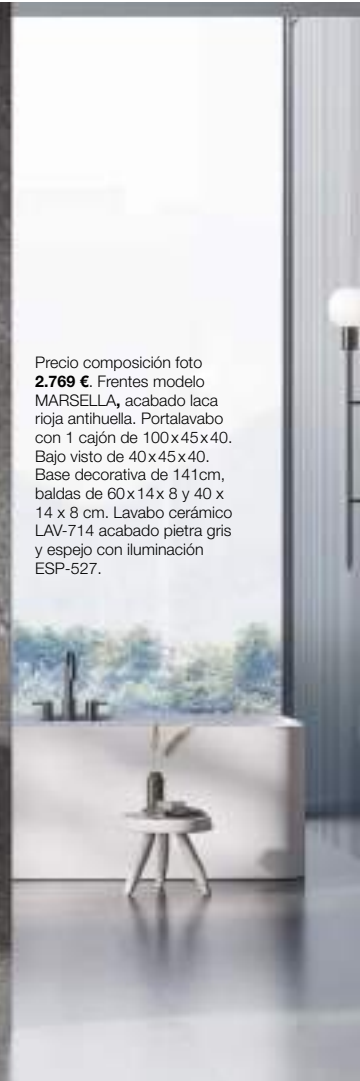 Precio composición foto
2.769 €. Frentes modelo
MARSELLA, acabado laca
rioja antihuella. Portalavabo
con 1 cajón de 100x45x40.
Bajo visto de 40x45x40.
Base decorativa de 141cm,
baldas de 60x14x 8 y 40 x
14 x 8 cm. Lavabo cerámico
LAV-714 acabado pietra gris
y espejo con iluminación
ESP-527.